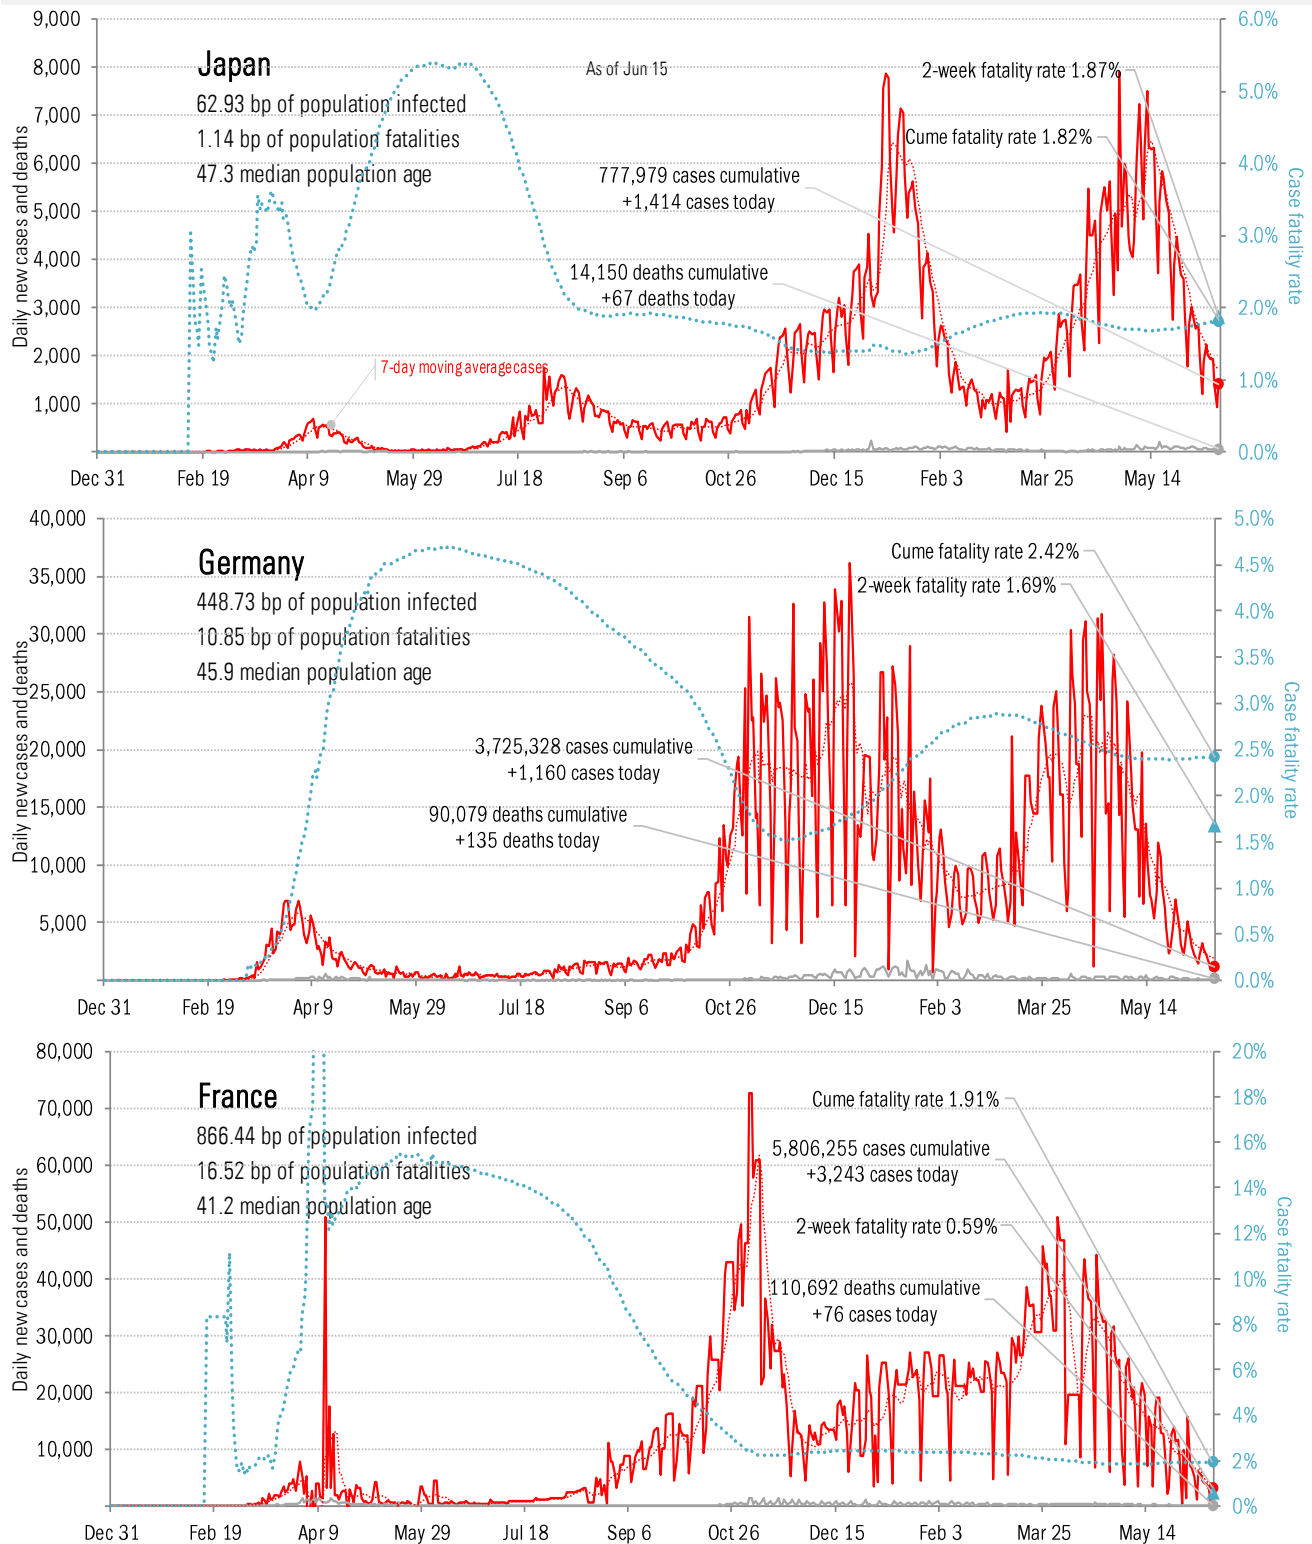 9,000
8,000
7,000
6,000
5,000
4,000
3,000
2,000
1,000
Daily new cases and deaths
Japan
62.93 bp of population infected
1.14 bp of population fatalities
47.3 median population age
As of Jun 15
2-week fatality rate 1.87%
Cume fatality rate 1.82%
777,979 cases cumulative
+1,414 cases today
14,150 deaths cumulative
+67 deaths today
7-day moving average cases
6.0%
5.0%
4.0%
3.0%
2.0%
1.0%
0.0%
Case fatality rate
Dec 31 Feb 19 Apr 9 May 29 Jul 18 Sep 6 Oct 26 Dec 15 Feb 3 Mar 25 May 14
40,000
35,000
30,000
25,000
20,000
15,000
10,000
5,000
Daily new cases and deaths
Germany
448.73 bp of population infected
10.85 bp of population fatalities
45.9 median population age
Cume fatality rate 2.42%
2-week fatality rate 1.69%
3,725,328 cases cumulative
+1,160 cases today
90,079 deaths cumulative
+135 deaths today
5.0%
4.5%
4.0%
3.5%
3.0%
2.5%
2.0%
1.5%
1.0%
0.5%
0.0%
Case fatality rate
Dec 31 Feb 19 Apr 9 May 29 Jul 18 Sep 6 Oct 26 Dec 15 Feb 3 Mar 25 May 14
80,000
70,000
60,000
50,000
40,000
30,000
20,000
10,000
Daily new cases and deaths
France
866.44 bp of population infected
16.52 bp of population fatalities
41.2 median population age
Cume fatality rate 1.91%
5,806,255 cases cumulative
+3,243 cases today
2-week fatality rate 0.59%
110,692 deaths cumulative
+76 cases today
20%
18%
16%
14%
12%
10%
8%
6%
4%
2%
0%
Case fatality rate
Dec 31 Feb 19 Apr 9 May 29 Jul 18 Sep 6 Oct 26 Dec 15 Feb 3 Mar 25 May 14